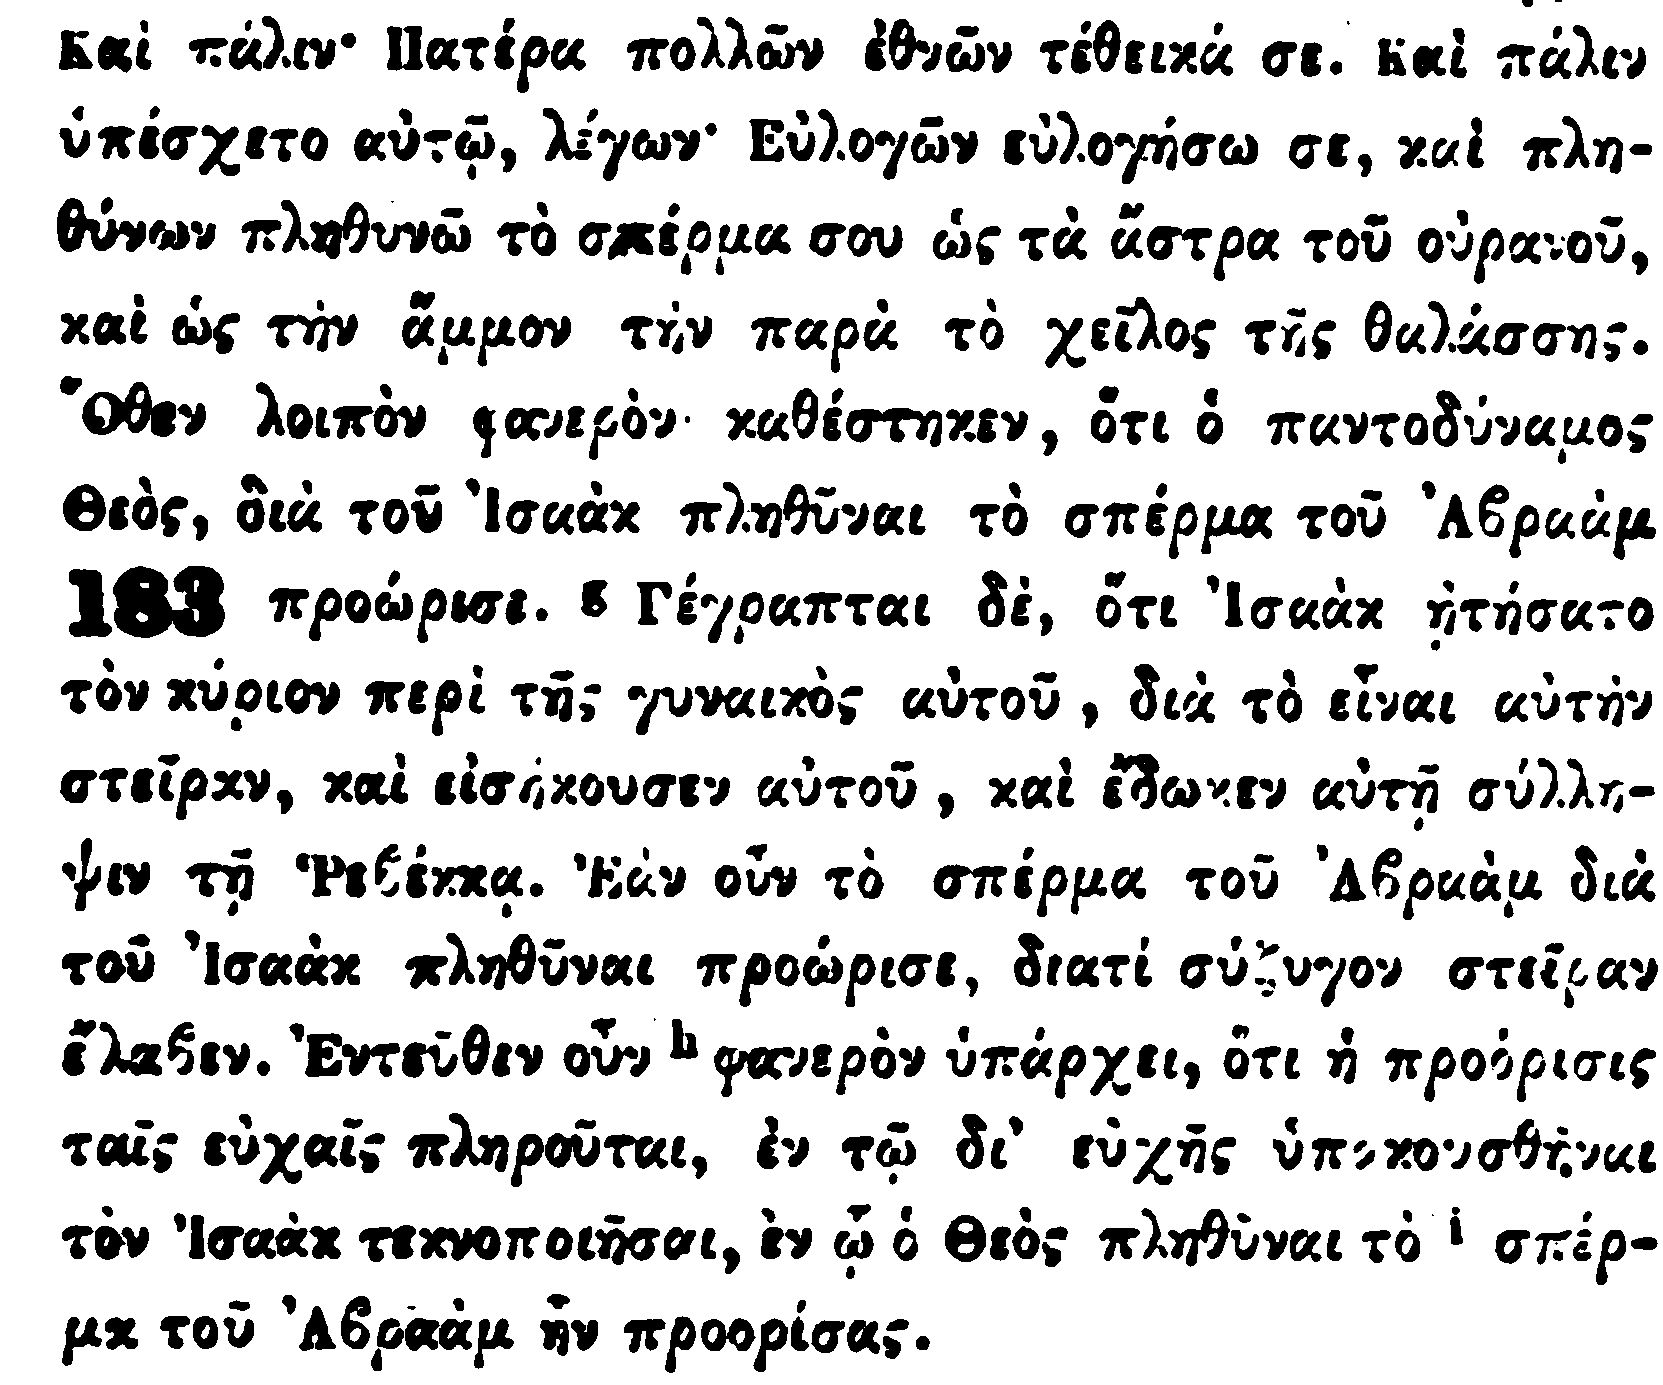 Καὶ πάλιν· Πατέρα πολλῶν ἐθνῶν τέθεικά σε. Καὶ πάλιν
ὑπέσχετο αὐτῷ, λέγων· Εὐλογῶν εὐλογήσω σε, καὶ πλη-
θύνων πληθυνῶ τὸ σπέρμα σου ὡς τὰ ἄστρα τοῦ οὐρανοῦ,
καὶ ὡς τὴν ἄμμον τὴν παρὰ τὸ χεῖλος τῆς θαλάσσης.
Ὅθεν λοιπὸν φανερὸν καθέστηκεν, ὅτι ὁ παντοδύναμος
Θεὸς, διὰ τοῦ Ἰσαὰκ πληθῦναι τὸ σπέρμα τοῦ Ἀβραὰμ
183 προώρισε. g Γέγραπται δὲ, ὅτι Ἰσαὰκ ᾐτήσατο
τὸν κύριον περὶ τῆς γυναικὸς αὐτοῦ, διὰ τὸ εἶναι αὐτὴν
στεῖραν, καὶ εἰσήκουσεν αὐτοῦ, καὶ ἔδωκεν αὐτῇ σύλλη-
ψιν τῇ Ῥεβέκκᾳ. Ἐὰν οὖν τὸ σπέρμα τοῦ Ἀβραὰμ διὰ
τοῦ Ἰσαὰκ πληθῦναι προώρισε, διατί σύζυγον στεῖραν
ἔλαβεν. Ἐντεῦθεν οὖν h φανερὸν ὑπάρχει, ὅτι ἡ προόρισις
ταῖς εὐχαῖς πληροῦται, ἐν τῷ δι' εὐχῆς ὑπακουσθῆναι
τὸν Ἰσαὰκ τεκνοποιῆσαι, ἐν ᾧ ὁ Θεὸς πληθῦναι τὸ i σπέρ-
μα τοῦ Ἀβραὰμ ἦν προορίσας.